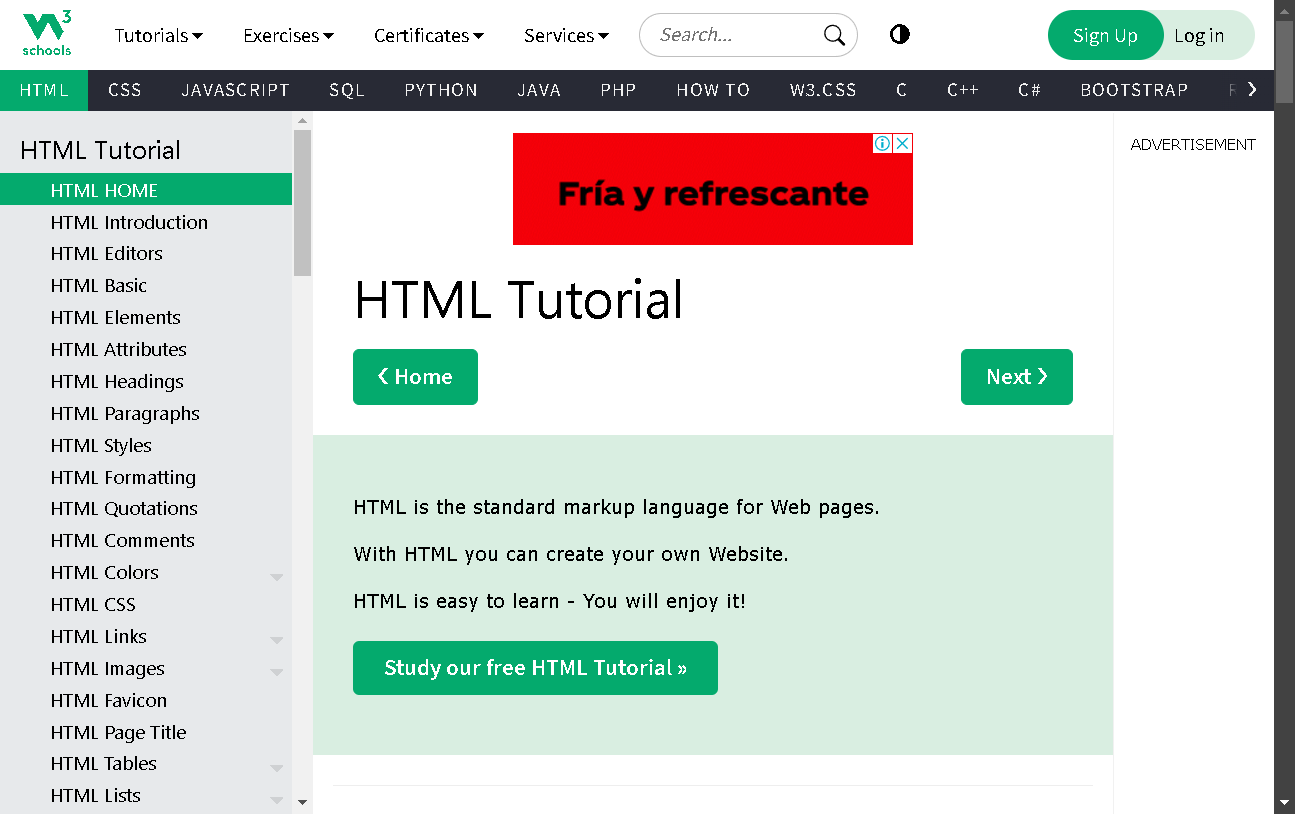 W3
schools
Tutorials
Exercises
Certificates
Services
Search...
Sign Up
Log in
HTML
CSS
JAVASCRIPT
SQL
PYTHON
JAVA
PHP
HOW TO
W3.CSS
C
C++
C#
BOOTSTRAP
HTML Tutorial
HTML HOME
HTML Introduction
HTML Editors
HTML Basic
HTML Elements
HTML Attributes
HTML Headings
HTML Paragraphs
HTML Styles
HTML Formatting
HTML Quotations
HTML Comments
HTML Colors
HTML CSS
HTML Links
HTML Images
HTML Favicon
HTML Page Title
HTML Tables
HTML Lists
Fría y refrescante
HTML Tutorial
❮ Home
Next ❯
HTML is the standard markup language for Web pages.
With HTML you can create your own Website.
HTML is easy to learn - You will enjoy it!
Study our free HTML Tutorial »
ADVERTISEMENT